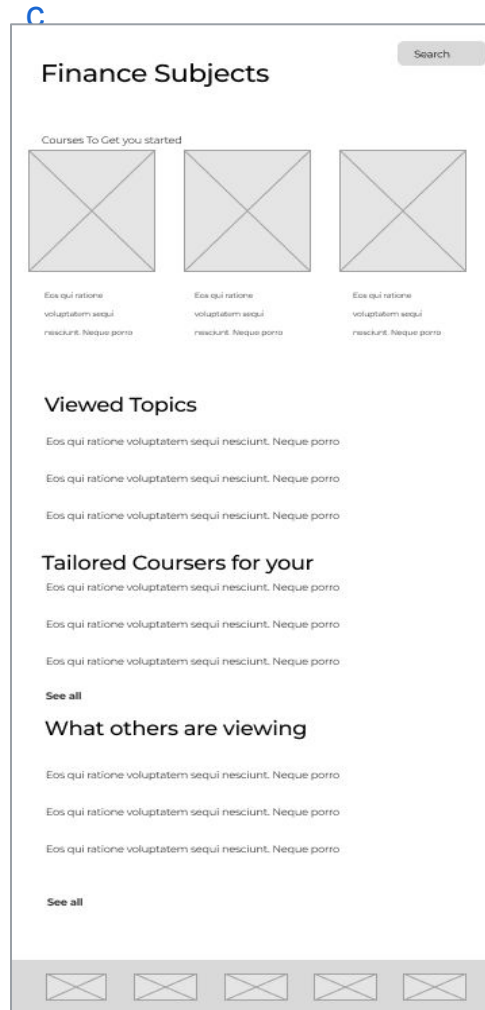 C
Search
Finance Subjects
Courses To Get you started
Eos qui ratione
voluptatem sequi
nesciunt. Neque porro
Eos qui ratione
voluptatem sequi
nesciunt. Neque porro
Eos qui ratione
voluptatem sequi
nesciunt. Neque porro
Viewed Topics
Eos qui ratione voluptatem sequi nesciunt. Neque porro
Eos qui ratione voluptatem sequi nesciunt. Neque porro
Eos qui ratione voluptatem sequi nesciunt. Neque porro
Tailored Coursers for your
Eos qui ratione voluptatem sequi nesciunt. Neque porro
Eos qui ratione voluptatem sequi nesciunt. Neque porro
Eos qui ratione voluptatem sequi nesciunt. Neque porro
See all
What others are viewing
Eos qui ratione voluptatem sequi nesciunt. Neque porro
Eos qui ratione voluptatem sequi nesciunt. Neque porro
Eos qui ratione voluptatem sequi nesciunt. Neque porro
See all